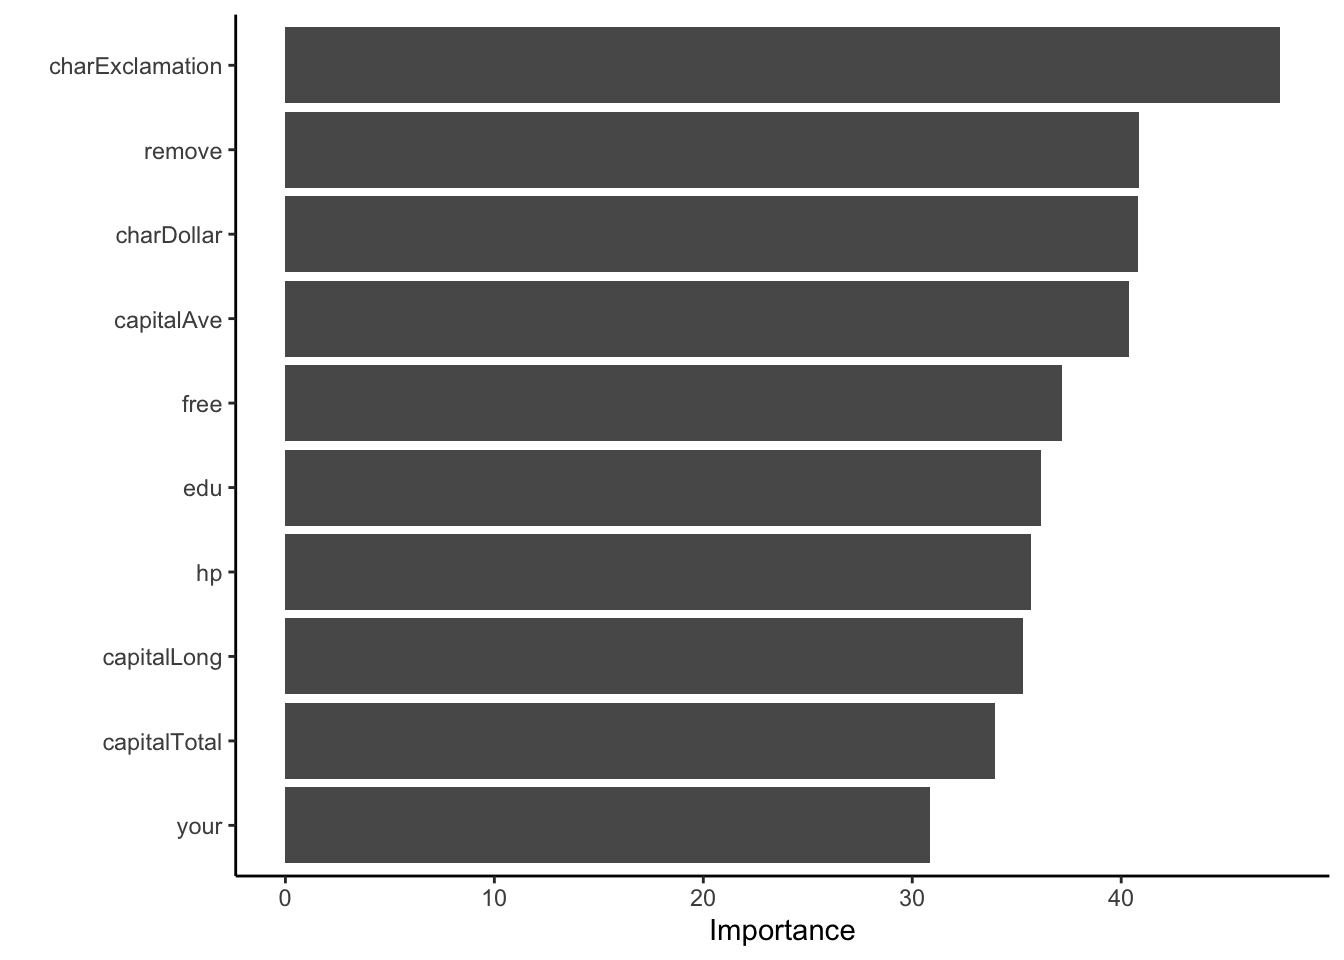 charExclamation
remove
charDollar
capitalAve
free
edu
hp
capitalLong
capitalTotal
your
0 10 20 30 40
Importance